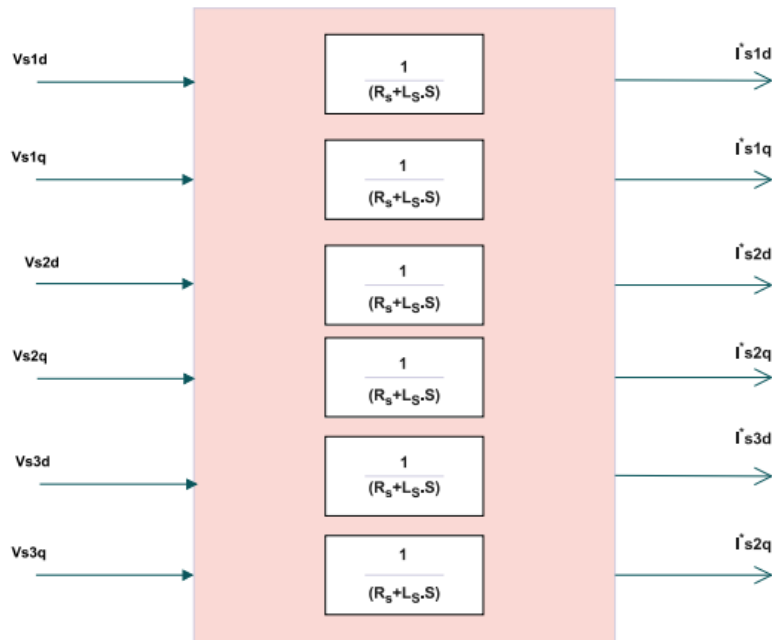 Vs1d
1
(Rs+LS.S)
I*s1d
Vs1q
1
(Rs+LS.S)
I*s1q
Vs2d
1
(Rs+LS.S)
I*s2d
Vs2q
1
(Rs+LS.S)
I*s2q
Vs3d
1
(Rs+LS.S)
I*s3d
Vs3q
1
(Rs+LS.S)
I*s2q